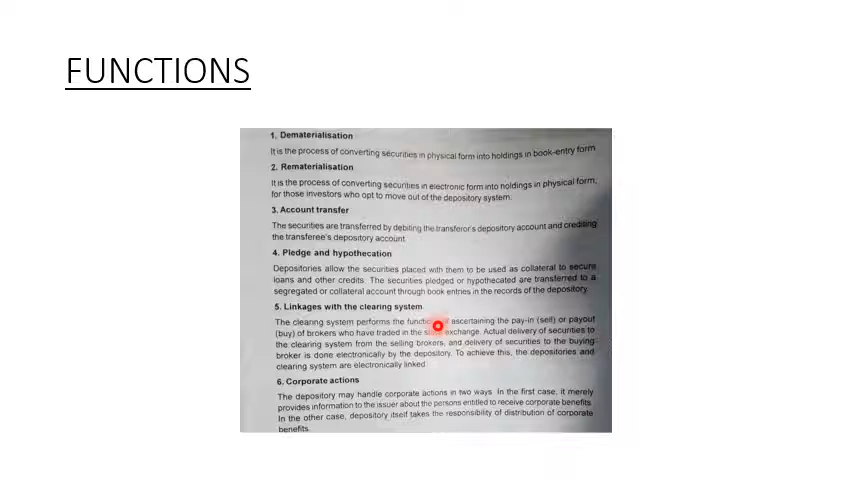 FUNCTIONS
1. Dematerialisation
It is the process of converting securities in physical form into holdings in book-entry form
2. Rematerialisation
It is the process of converting securities in electronic form into holdings in physical form,
for those investors who opt to move out of the depository system.
3. Account transfer
The securities are transferred by debiting the transferor's depository account and crediting
the transferee's depository account
4. Pledge and hypothecation
Depositories allow the securities placed with them to be used as collateral to secure
loans and other credits. The securities pledged or hypothecated are transferred to a
segregated or collateral account through book entries in the records of the depository
5. Linkages with the clearing system
The clearing system performs the ascertaining the pay-in (sell) or payout
(buy) of brokers who have traded in the exchange. Actual delivery of securities to
the clearing system from the selling brokers, and delivery of securities to the buying
broker is done electronically by the depository. To achieve this, the depositories and
clearing system are electronically linked
6. Corporate actions
The depository may handle corporate actions in two ways. In the first case, it merely
provides information to the issuer about the persons entitled to receive corporate benefits.
In the other case, depository itself takes the responsibility of distribution of corporate
benefits.